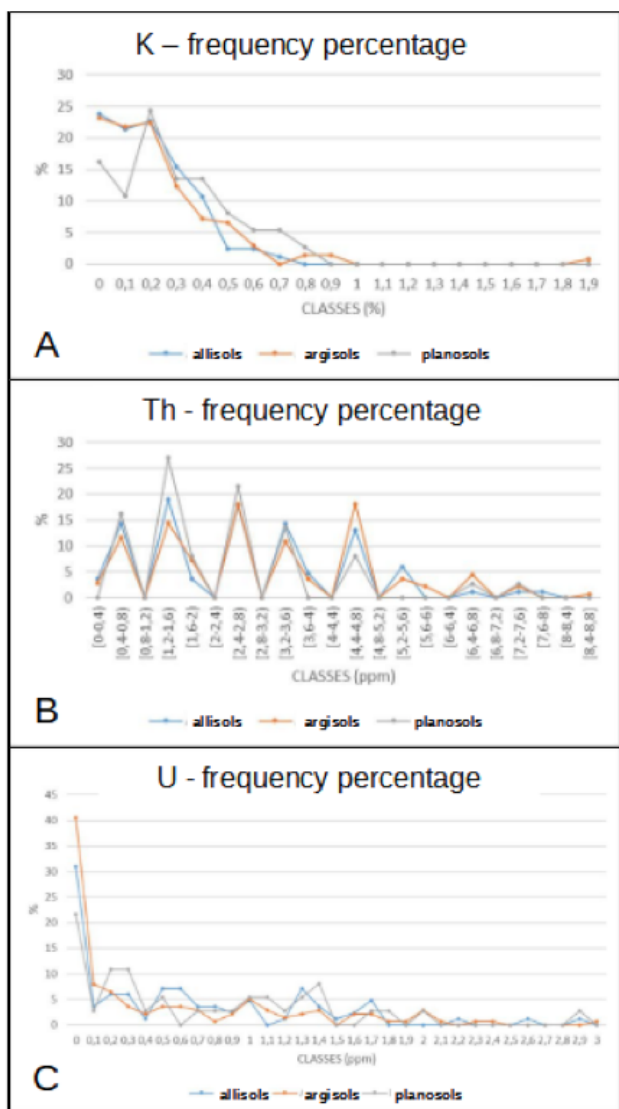 K – frequency percentage
30
25
20
15
10
5
0
%
0 0,1 0,2 0,3 0,4 0,5 0,6 0,7 0,8 0,9 1 1,1 1,2 1,3 1,4 1,5 1,6 1,7 1,8 1,9
CLASSES (%)
A
allisols argisols planosols
Th - frequency percentage
30
25
20
15
10
5
0
%
[0-0,4) [0,4-0,8) [0,8-1,2) [1,2-1,6) [1,6-2) [2-2,4) [2,4-2,8) [2,8-3,2) [3,2-3,6) [3,6-4) [4-4,4) [4,4-4,8) [4,8-5,2) [5,2-5,6) [5,6-6) [6-6,4) [6,4-6,8) [6,8-7,2) [7,2-7,6) [7,6-8) [8-8,4) [8,4-8,8)
CLASSES (ppm)
B
allisols argisols planosols
U - frequency percentage
45
40
35
30
25
20
15
10
5
0
%
0 0,1 0,2 0,3 0,4 0,5 0,6 0,7 0,8 0,9 1 1,1 1,2 1,3 1,4 1,5 1,6 1,7 1,8 1,9 2 2,1 2,2 2,3 2,4 2,5 2,6 2,7 2,8 2,9 3
CLASSES (ppm)
C
allisols argisols planosols